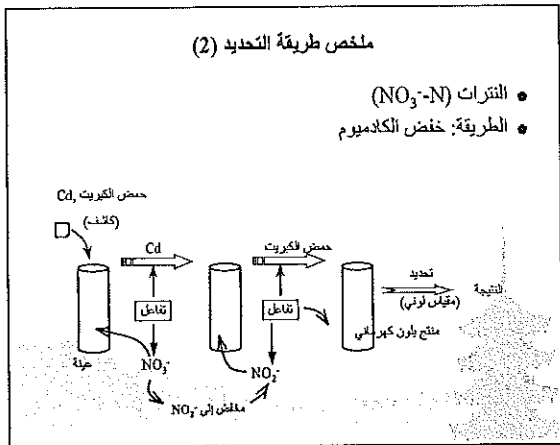 ملخص طريقة التحديد (2)
• النترات (NO₃⁻-N)
• الطريقة: خفض الكادميوم
Cd, حمض الكبريت
(كاشف)
Cd
حمض الكبريت
تحديد
(مقياس لوني)
النتيجة
تفاعل
تفاعل
منتج بلون كهرماني
عينة
NO₃⁻
NO₂⁻
مخفض إلى NO₃⁻